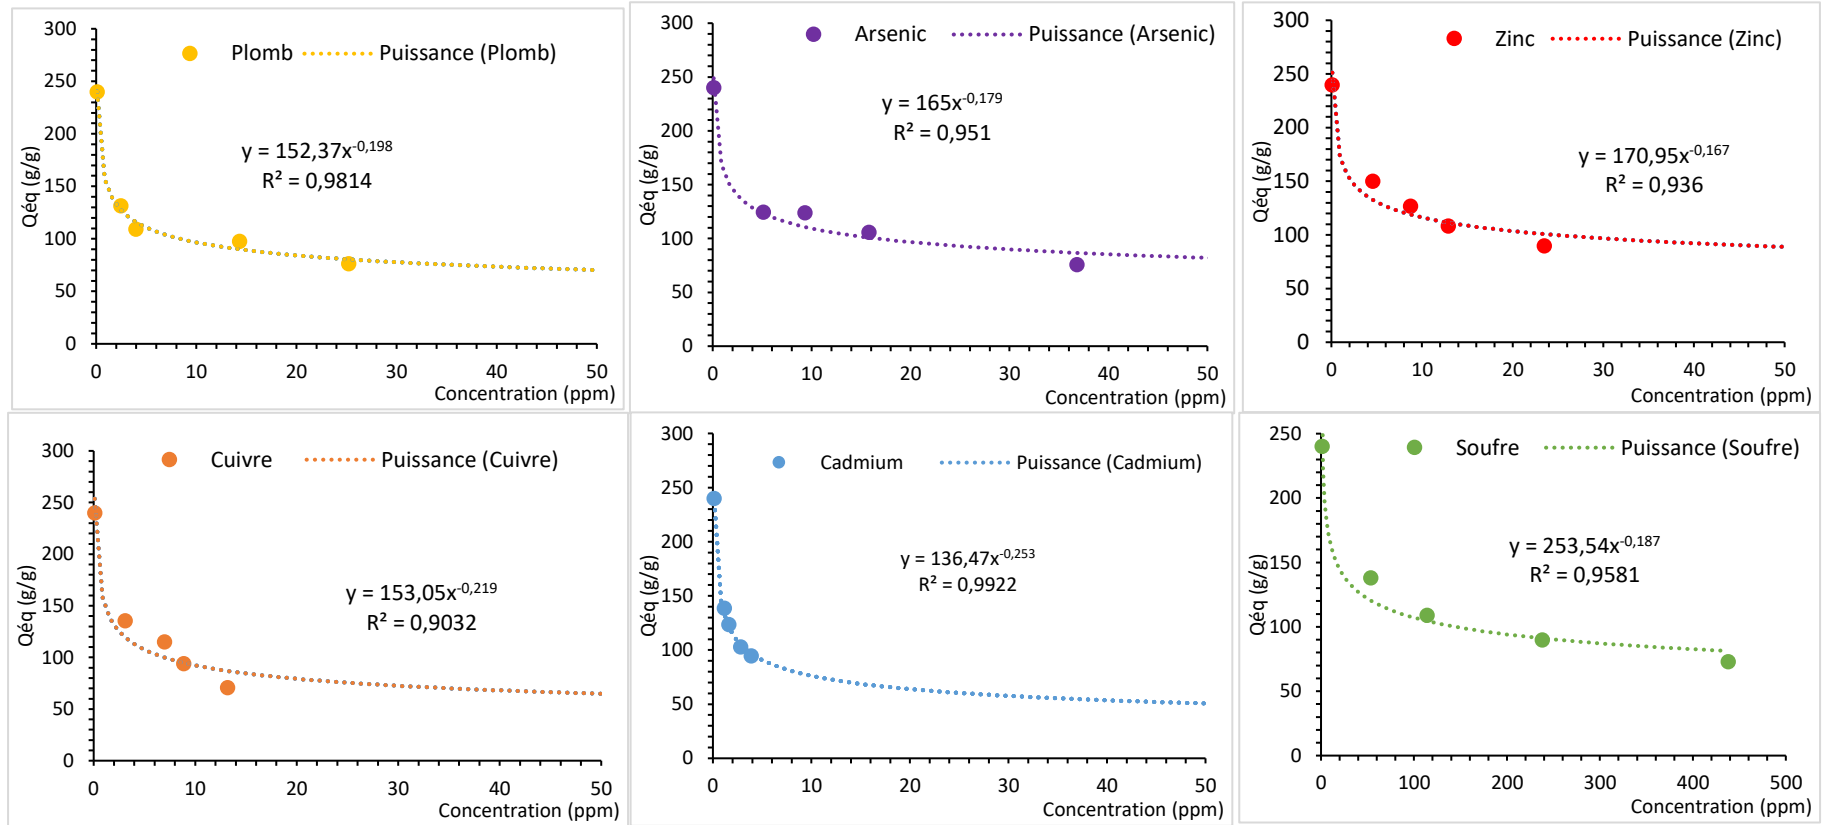 Plomb Puissance (Plomb)
y = 152,37x^-0,198
R² = 0,9814
Qéq (g/g)
300
250
200
150
100
50
0
0 10 20 30 40 50
Concentration (ppm)
Arsenic Puissance (Arsenic)
y = 165x^-0,179
R² = 0,951
Qéq (g/g)
300
250
200
150
100
50
0
0 10 20 30 40 50
Concentration (ppm)
Zinc Puissance (Zinc)
y = 170,95x^-0,167
R² = 0,936
Qéq (g/g)
300
250
200
150
100
50
0
0 10 20 30 40 50
Concentration (ppm)
Cuivre Puissance (Cuivre)
y = 153,05x^-0,219
R² = 0,9032
Qéq (g/g)
300
250
200
150
100
50
0
0 10 20 30 40 50
Concentration (ppm)
Cadmium Puissance (Cadmium)
y = 136,47x^-0,253
R² = 0,9922
Qéq (g/g)
300
250
200
150
100
50
0
0 10 20 30 40 50
Concentration (ppm)
Soufre Puissance (Soufre)
y = 253,54x^-0,187
R² = 0,9581
Qéq (g/g)
250
200
150
100
50
0
0 100 200 300 400 500
Concentration (ppm)